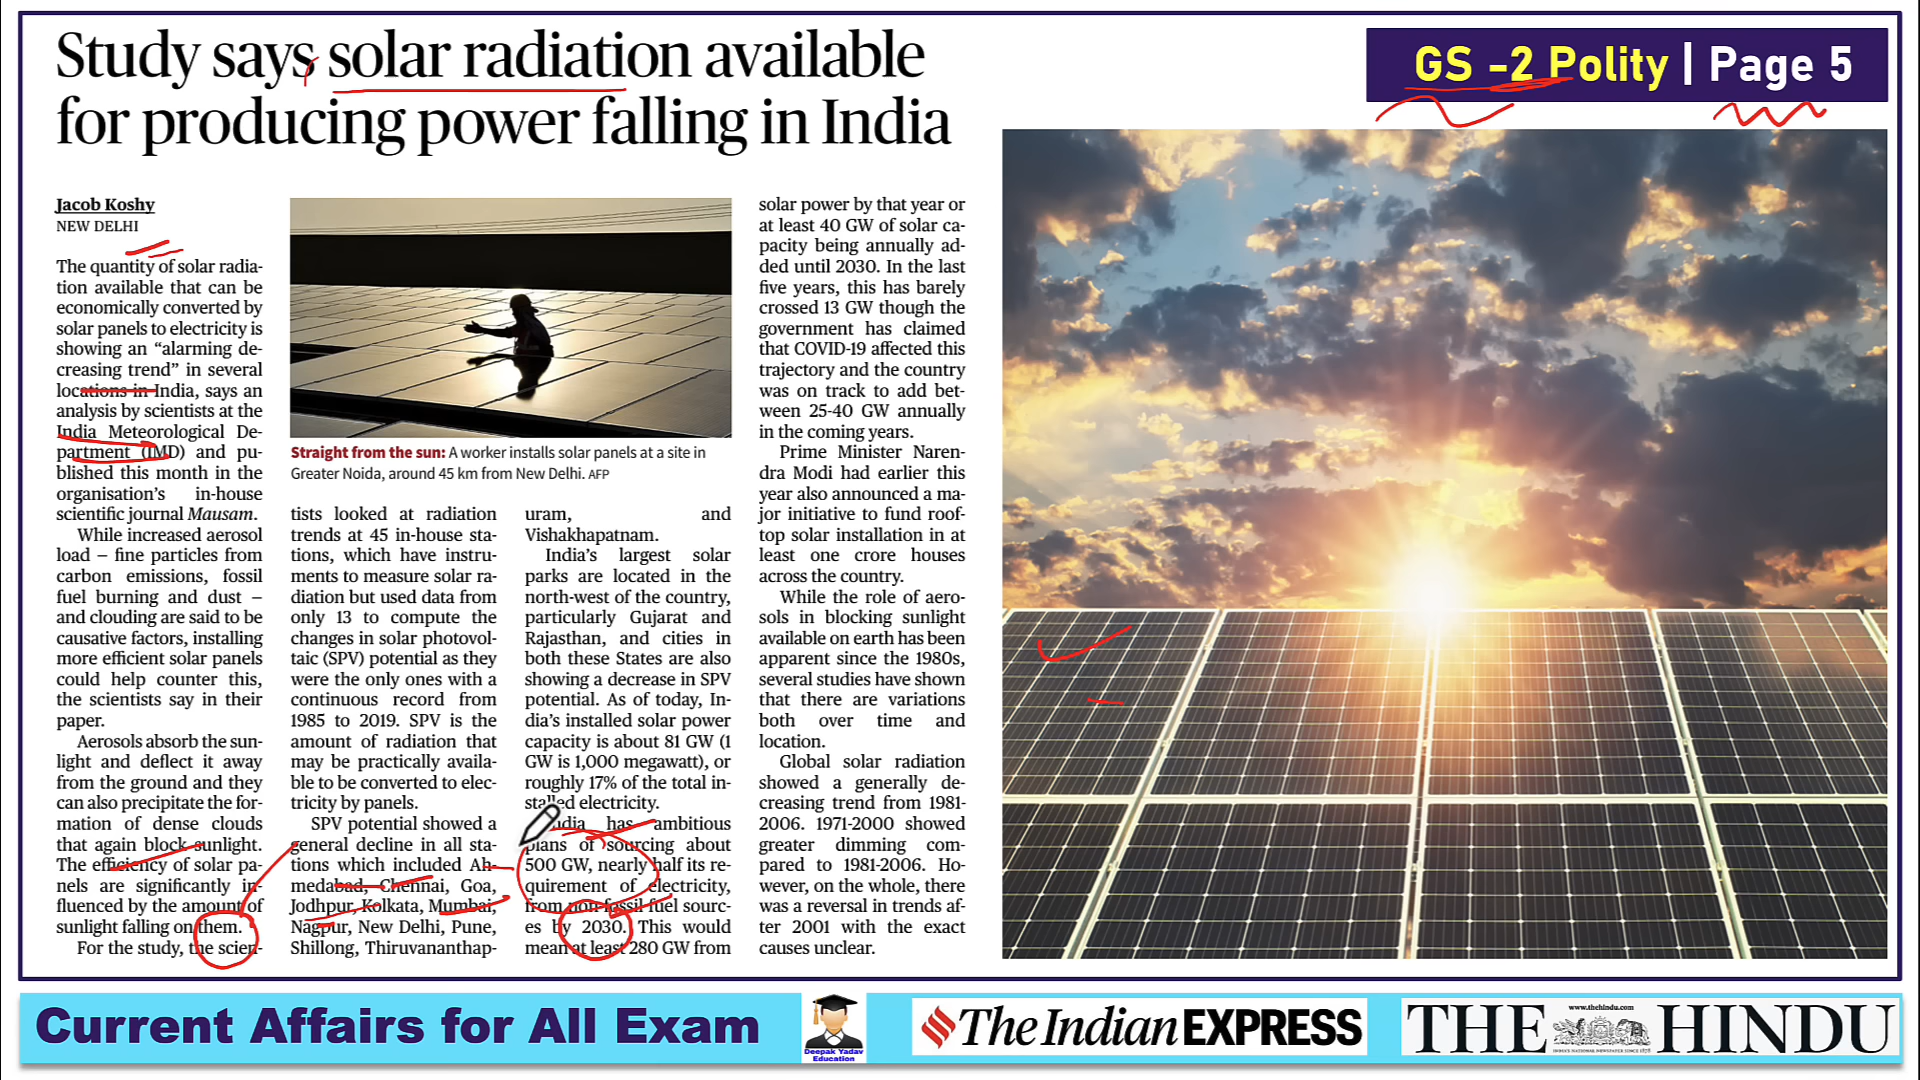 Study says solar radiation available
for producing power falling in India
GS -2 Polity | Page 5
Jacob Koshy
NEW DELHI
The quantity of solar radia-
tion available that can be
economically converted by
solar panels to electricity is
showing an “alarming de-
creasing trend” in several
locations in India, says an
analysis by scientists at the
India Meteorological De-
partment (IMD) and pu-
blished this month in the
organisation’s in-house
scientific journal Mausam.
While increased aerosol
load – fine particles from
carbon emissions, fossil
fuel burning and dust –
and clouding are said to be
causative factors, installing
more efficient solar panels
could help counter this,
the scientists say in their
paper.
Aerosols absorb the sun-
light and deflect it away
from the ground and they
can also precipitate the for-
mation of dense clouds
that again block sunlight.
The efficiency of solar pa-
nels are significantly in-
fluenced by the amount of
sunlight falling on them.
For the study, the scien-
Straight from the sun: A worker installs solar panels at a site in
Greater Noida, around 45 km from New Delhi. AFP
tists looked at radiation
trends at 45 in-house sta-
tions, which have instru-
ments to measure solar ra-
diation but used data from
only 13 to compute the
changes in solar photovol-
taic (SPV) potential as they
were the only ones with a
continuous record from
1985 to 2019. SPV is the
amount of radiation that
may be practically availa-
ble to be converted to elec-
tricity by panels.
SPV potential showed a
general decline in all sta-
tions which included Ah-
medabad, Chennai, Goa,
Jodhpur, Kolkata, Mumbai,
Nagpur, New Delhi, Pune,
Shillong, Thiruvananthap-
uram, and
Vishakhapatnam.
India’s largest solar
parks are located in the
north-west of the country,
particularly Gujarat and
Rajasthan, and cities in
both these States are also
showing a decrease in SPV
potential. As of today, In-
dia’s installed solar power
capacity is about 81 GW (1
GW is 1,000 megawatt), or
roughly 17% of the total in-
stalled electricity.
India has ambitious
plans of sourcing about
500 GW, nearly half its re-
quirement of electricity,
from non-fossil fuel sourc-
es by 2030. This would
mean at least 280 GW from
solar power by that year or
at least 40 GW of solar ca-
pacity being annually ad-
ded until 2030. In the last
five years, this has barely
crossed 13 GW though the
government has claimed
that COVID-19 affected this
trajectory and the country
was on track to add bet-
ween 25-40 GW annually
in the coming years.
Prime Minister Naren-
dra Modi had earlier this
year also announced a ma-
jor initiative to fund roof-
top solar installation in at
least one crore houses
across the country.
While the role of aero-
sols in blocking sunlight
available on earth has been
apparent since the 1980s,
several studies have shown
that there are variations
both over time and
location.
Global solar radiation
showed a generally de-
creasing trend from 1981-
2006. 1971-2000 showed
greater dimming com-
pared to 1981-2006. Ho-
wever, on the whole, there
was a reversal in trends af-
ter 2001 with the exact
causes unclear.
Current Affairs for All Exam
Deepak Yadav
Education
The Indian EXPRESS
www.thehindu.com
THE HINDU
INDIA'S NATIONAL NEWSPAPER SINCE 1878